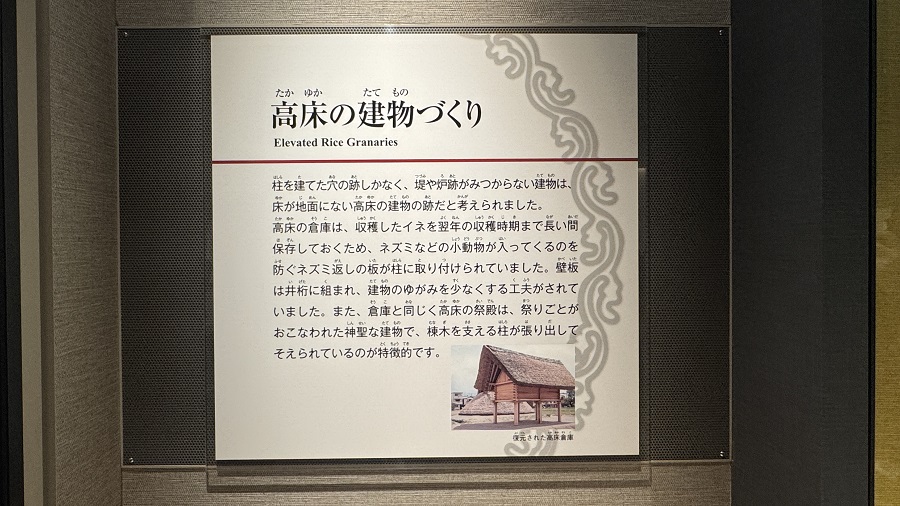 たか ゆか たて もの
高床の建物づくり
Elevated Rice Granaries
柱を建てた穴の跡しかなく、堤や炉跡がみつからない建物は、
床が地面にない高床の建物の跡だと考えられました。
高床の倉庫は、収穫したイネを翌年の収穫時期まで長い間
保存しておくため、ネズミなどの小動物が入ってくるのを
防ぐネズミ返しの板が柱に取り付けられていました。壁板
は井桁に組まれ、建物のゆがみを少なくする工夫がされて
いました。また、倉庫と同じく高床の祭殿は、祭りごとが
おこなわれた神聖な建物で、棟木を支える柱が張り出して
そえられているのが特徴的です。
復元された高床倉庫